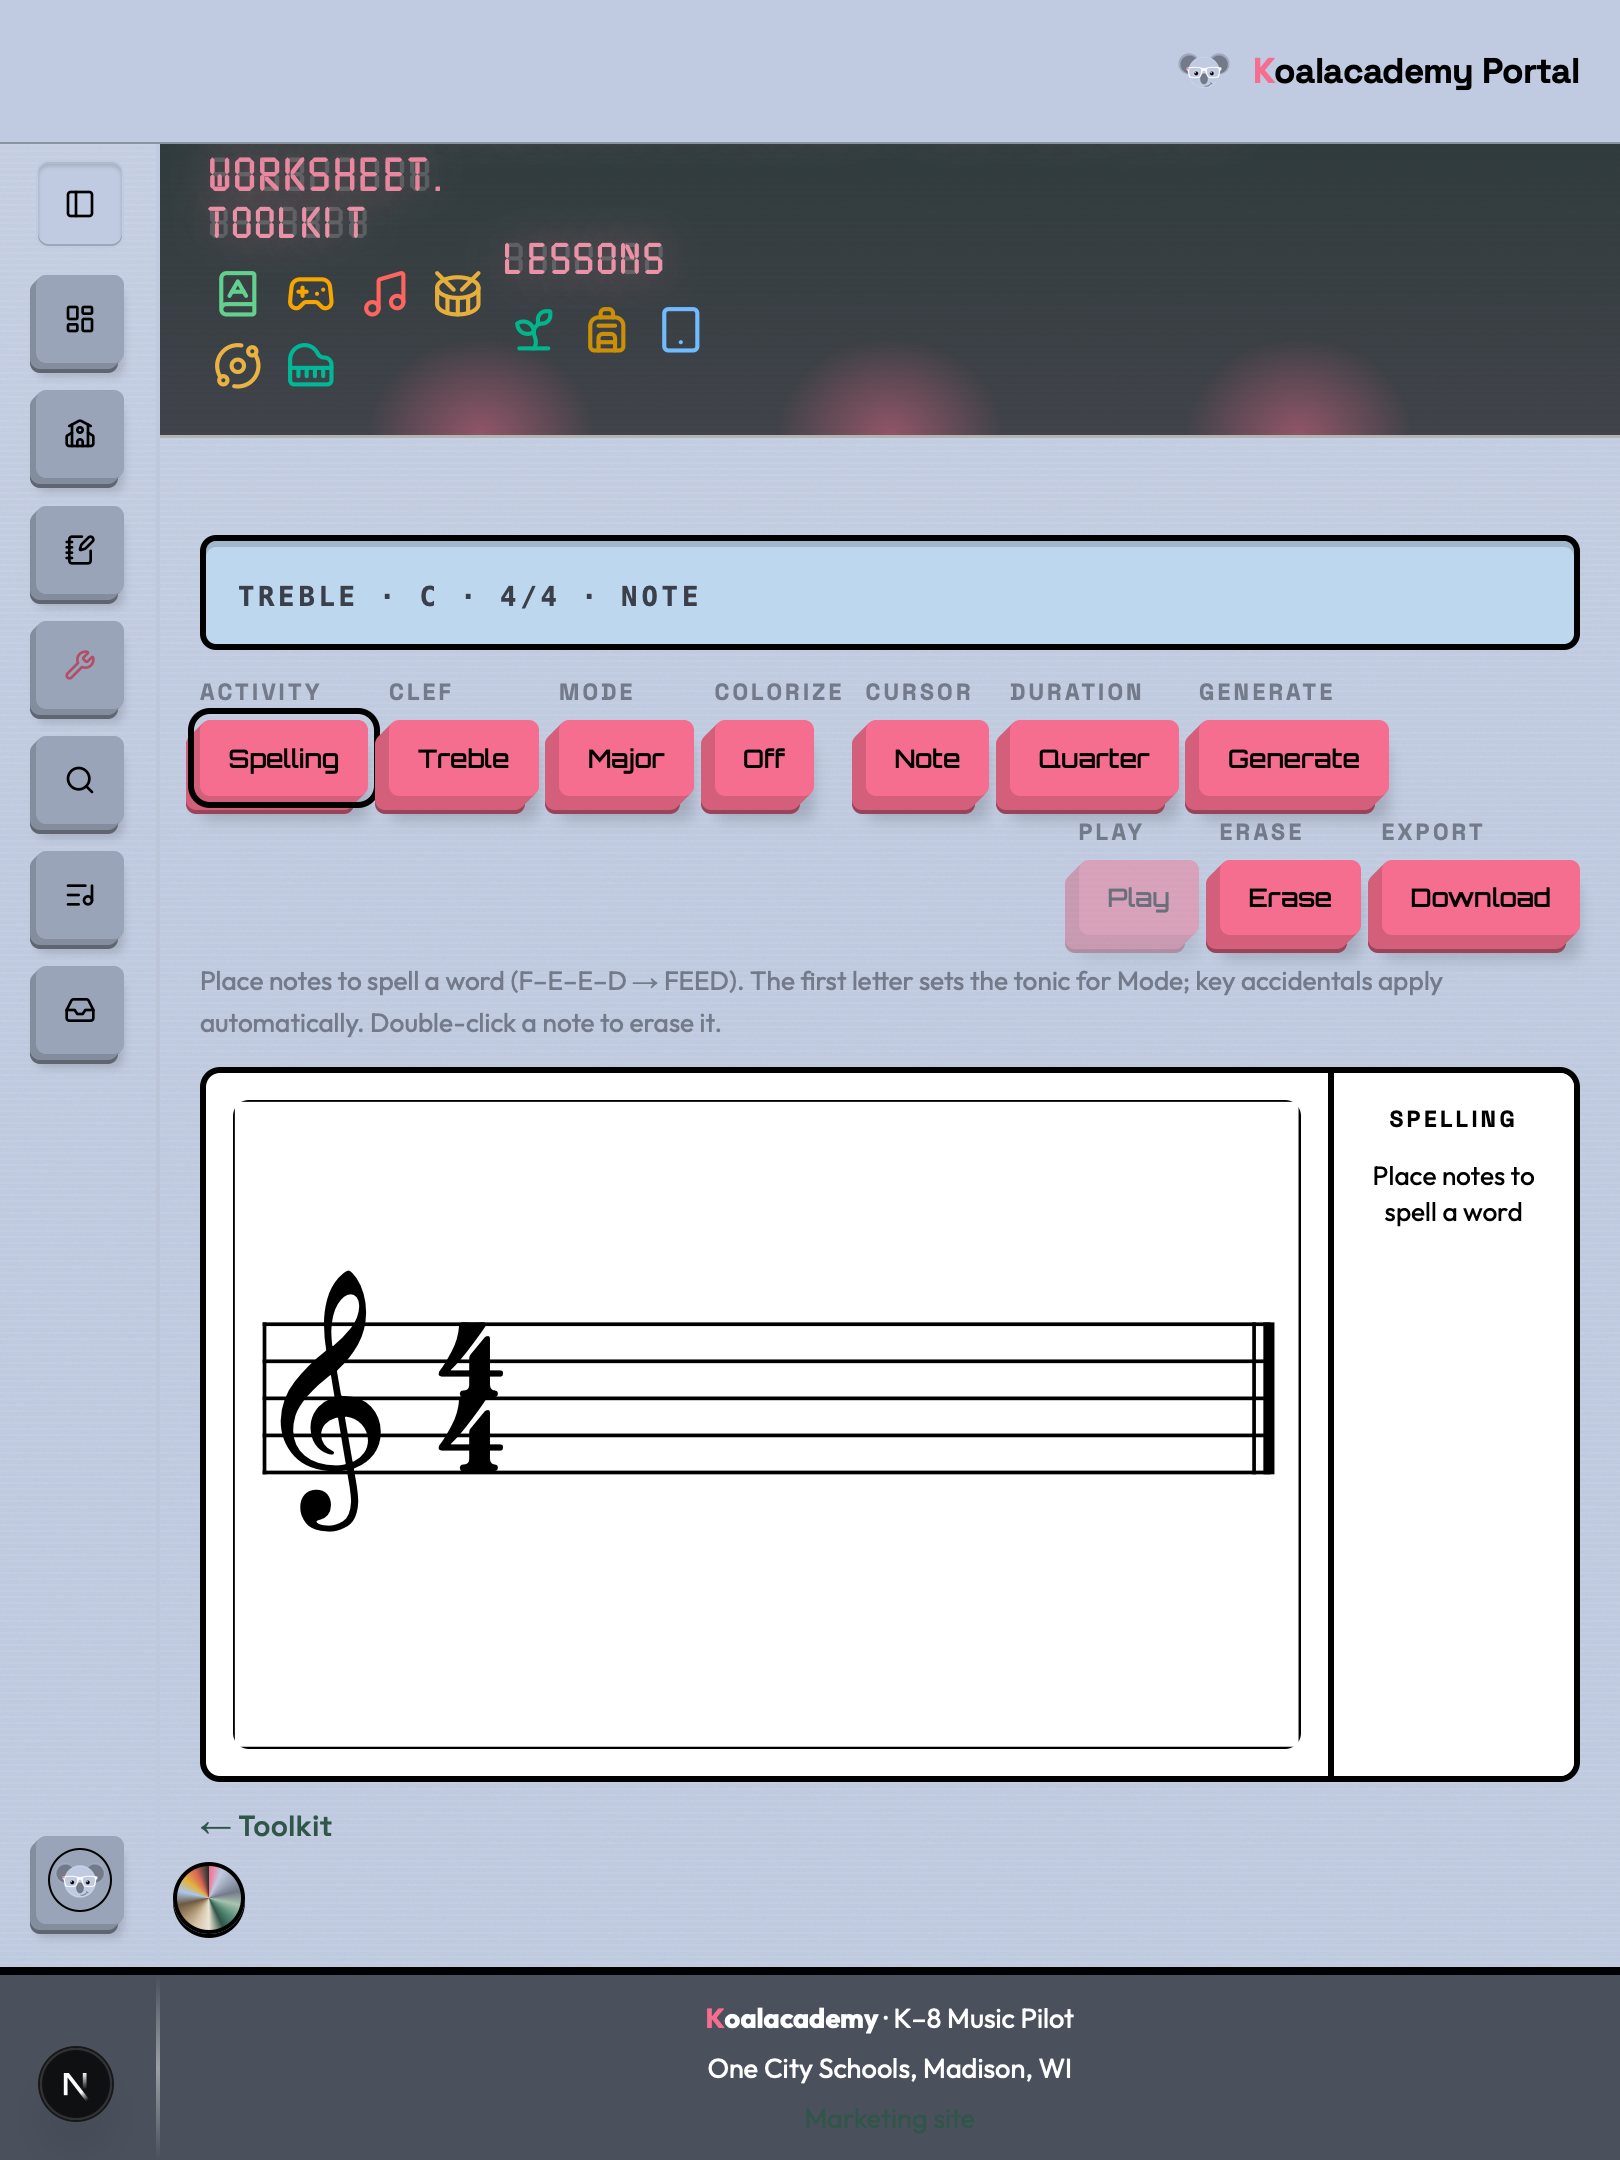 Koalacademy Portal
WORKSHEET.
TOOLKIT
LESSONS
TREBLE · C · 4/4 · NOTE
ACTIVITY CLEF MODE COLORIZE CURSOR DURATION GENERATE
Spelling Treble Major Off Note Quarter Generate
PLAY ERASE EXPORT
Play Erase Download
Place notes to spell a word (F–E–E–D → FEED). The first letter sets the tonic for Mode; key accidentals apply
automatically. Double-click a note to erase it.
SPELLING
Place notes to
spell a word
4
4
← Toolkit
Koalacademy · K–8 Music Pilot
One City Schools, Madison, WI
Marketing site
N